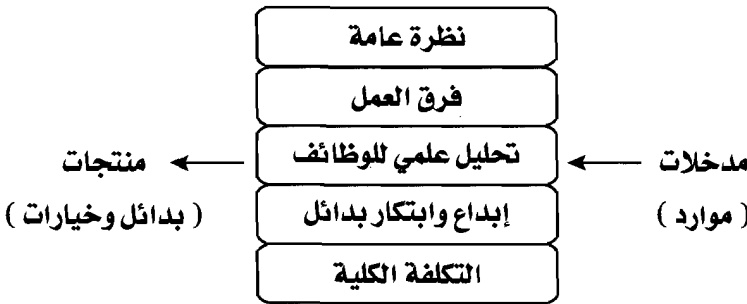 نظرة عامة
فرق العمل
مدخلات
تحليل علمي للوظائف
منتجات
( موارد )
إبداع وابتكار بدائل
( بدائل وخيارات )
التكلفة الكلية